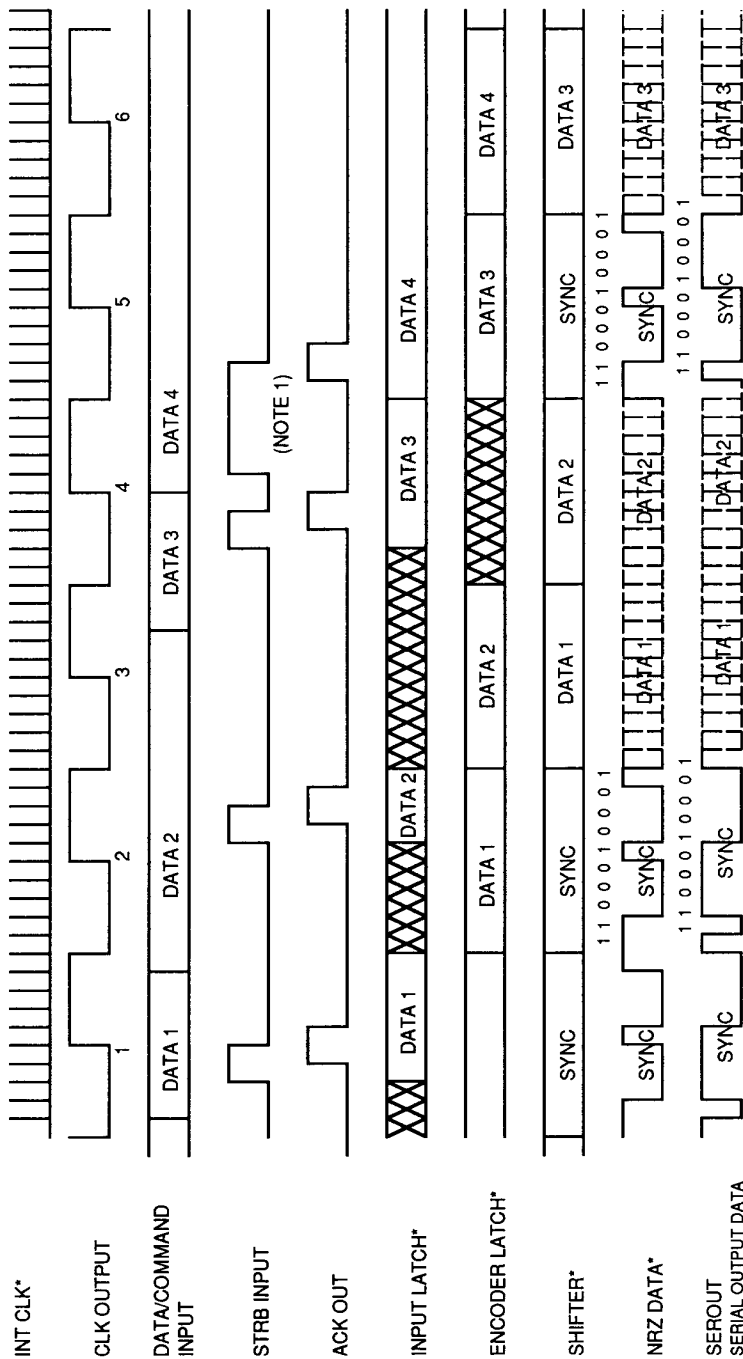 INT CLK*
CLK OUTPUT
1 2 3 4 5 6
DATA/COMMAND
INPUT
DATA 1 DATA 2 DATA 3 DATA 4
STRB INPUT
(NOTE 1)
ACK OUT
INPUT LATCH*
DATA 1 DATA 2 DATA 3 DATA 4
ENCODER LATCH*
DATA 1 DATA 2 DATA 3 DATA 4
SHIFTER*
SYNC SYNC DATA 1 DATA 2 SYNC DATA 3
1 1 0 0 0 1 0 0 0 1 1 1 0 0 0 1 0 0 0 1
NRZ DATA*
SYNC SYNC DATA 1 DATA 2 SYNC DATA 3
1 1 0 0 0 1 0 0 0 1 1 1 0 0 0 1 0 0 0 1
SEROUT
SERIAL OUTPUT DATA
SYNC SYNC DATA 1 DATA 2 SYNC DATA 3